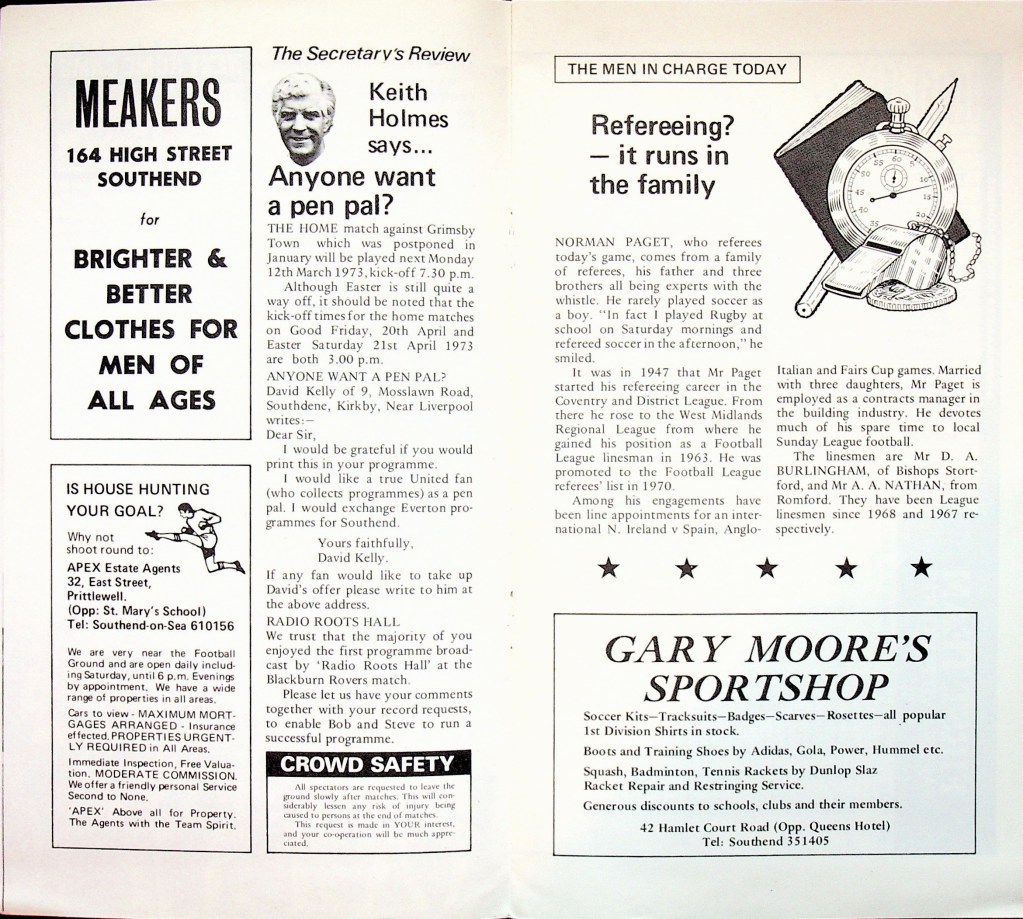 MEAKERS
164 HIGH STREET
SOUTHEND
for
BRIGHTER &
BETTER
CLOTHES FOR
MEN OF
ALL AGES
IS HOUSE HUNTING
YOUR GOAL?
Why not
shoot round to:
APEX Estate Agents
32, East Street,
Prittlewell.
(Opp: St. Mary's School)
Tel: Southend-on-Sea 610156
We are very near the Football
Ground and are open daily includ-
ing Saturday, until 6 p.m. Evenings
by appointment. We have a wide
range of properties in all areas.
Cars to view - MAXIMUM MORT-
GAGES ARRANGED - Insurance
effected. PROPERTIES URGENT-
LY REQUIRED in All Areas.
Immediate Inspection, Free Valua-
tion. MODERATE COMMISSION.
We offer a friendly personal Service
Second to None.
'APEX' Above all for Property.
The Agents with the Team Spirit.
The Secretary's Review
Keith
Holmes
says...
Anyone want
a pen pal?
THE HOME match against Grimsby
Town which was postponed in
January will be played next Monday
12th March 1973, kick-off 7.30 p.m.
Although Easter is still quite a
way off, it should be noted that the
kick-off times for the home matches
on Good Friday, 20th April and
Easter Saturday 21st April 1973
are both 3.00 p.m.
ANYONE WANT A PEN PAL?
David Kelly of 9, Mosslawn Road,
Southdene, Kirkby, Near Liverpool
writes:—
Dear Sir,
I would be grateful if you would
print this in your programme.
I would like a true United fan
(who collects programmes) as a pen
pal. I would exchange Everton pro-
grammes for Southend.
Yours faithfully,
David Kelly.
If any fan would like to take up
David's offer please write to him at
the above address.
RADIO ROOTS HALL
We trust that the majority of you
enjoyed the first programme broad-
cast by 'Radio Roots Hall' at the
Blackburn Rovers match.
Please let us have your comments
together with your record requests,
to enable Bob and Steve to run a
successful programme.
CROWD SAFETY
All spectators are requested to leave the
ground slowly after matches. This will con-
siderably lessen any risk of injury being
caused to persons at the end of matches.
This request is made in YOUR interest,
and your co-operation will be much appre-
ciated.
THE MEN IN CHARGE TODAY
Refereeing?
— it runs in
the family
55 60 5
50 10
45 15
40 20
35
NORMAN PAGET, who referees
today's game, comes from a family
of referees, his father and three
brothers all being experts with the
whistle. He rarely played soccer as
a boy. "In fact I played Rugby at
school on Saturday mornings and
refereed soccer in the afternoon," he
smiled.
It was in 1947 that Mr Paget
started his refereeing career in the
Coventry and District League. From
there he rose to the West Midlands
Regional League from where he
gained his position as a Football
League linesman in 1963. He was
promoted to the Football League
referees' list in 1970.
Among his engagements have
been line appointments for an inter-
national N. Ireland v Spain, Anglo-
Italian and Fairs Cup games. Married
with three daughters, Mr Paget is
employed as a contracts manager in
the building industry. He devotes
much of his spare time to local
Sunday League football.
The linesmen are Mr D. A.
BURLINGHAM, of Bishops Stort-
ford, and Mr A. A. NATHAN, from
Romford. They have been League
linesmen since 1968 and 1967 re-
spectively.
GARY MOORE'S
SPORTSHOP
Soccer Kits—Tracksuits—Badges—Scarves—Rosettes—all popular
1st Division Shirts in stock.
Boots and Training Shoes by Adidas, Gola, Power, Hummel etc.
Squash, Badminton, Tennis Rackets by Dunlop Slaz
Racket Repair and Restringing Service.
Generous discounts to schools, clubs and their members.
42 Hamlet Court Road (Opp. Queens Hotel)
Tel: Southend 351405